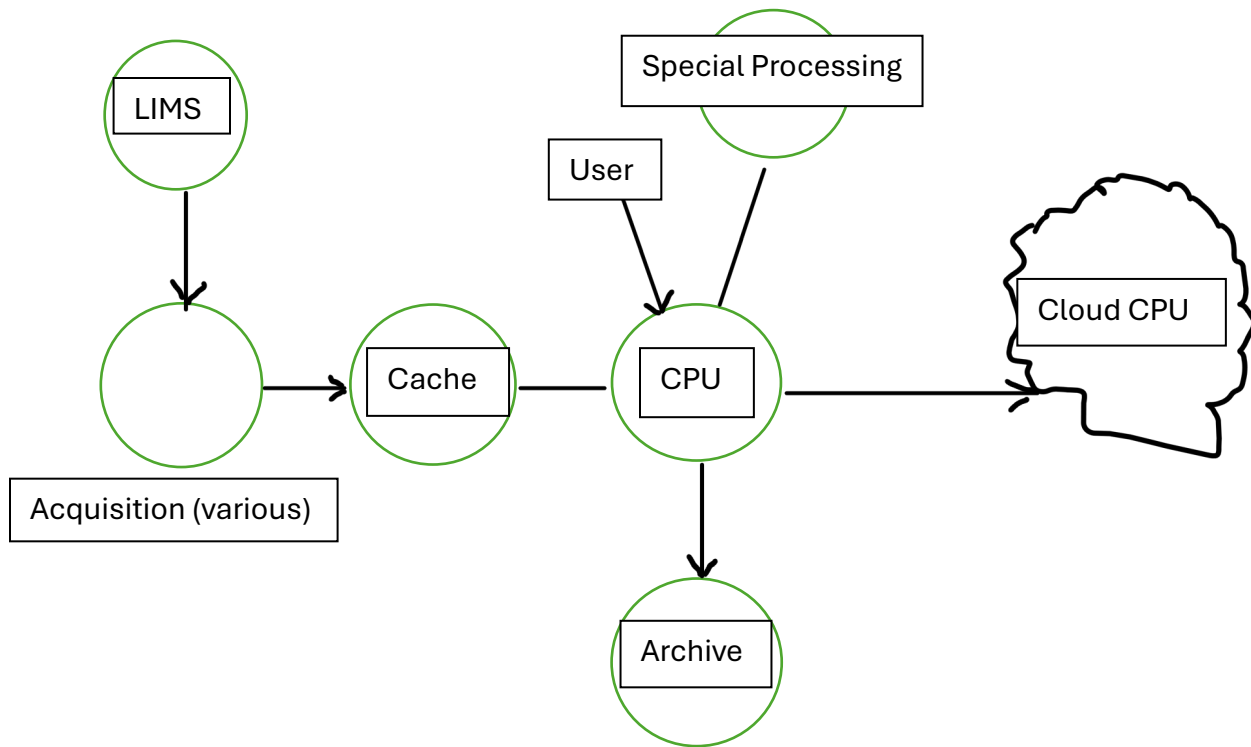 Special Processing
LIMS
User
Cloud CPU
Cache
CPU
Acquisition (various)
Archive